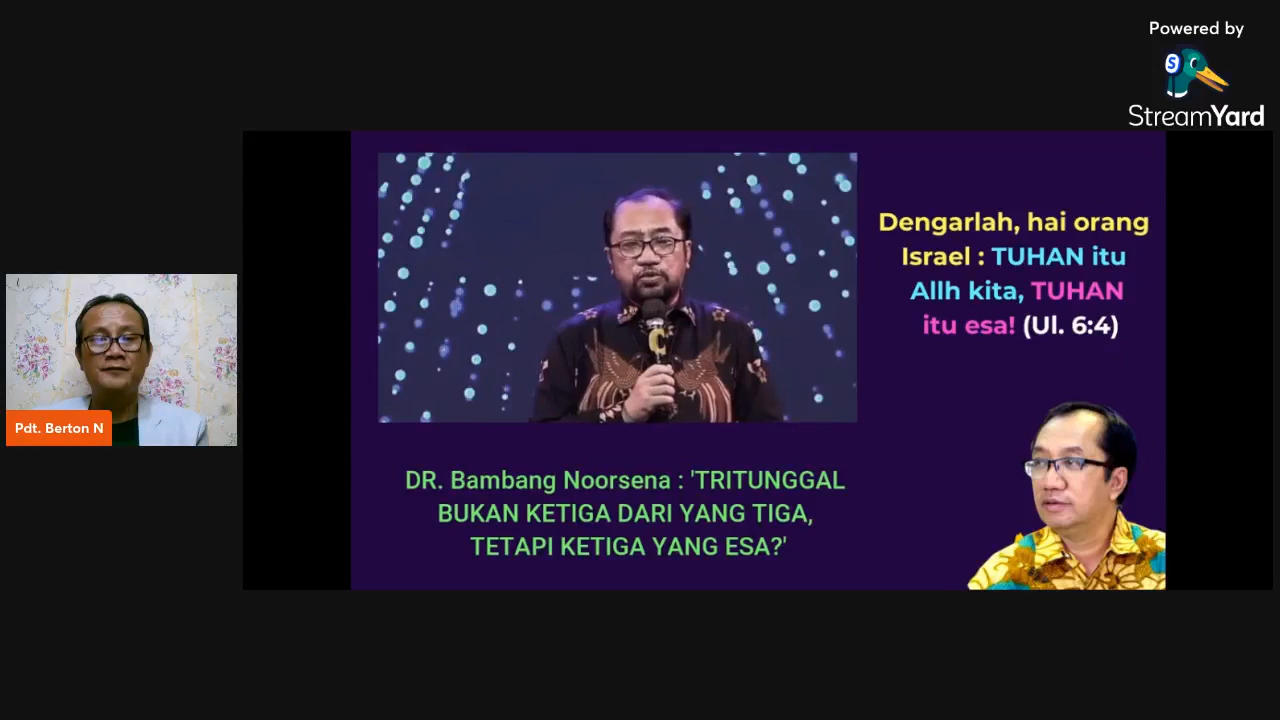 Powered by
StreamYard
Dengarlah, hai orang
Israel : TUHAN itu
Allh kita, TUHAN
itu esa! (Ul. 6:4)
Pdt. Berton N
DR. Bambang Noorsena : 'TRITUNGGAL
BUKAN KETIGA DARI YANG TIGA,
TETAPI KETIGA YANG ESA?'